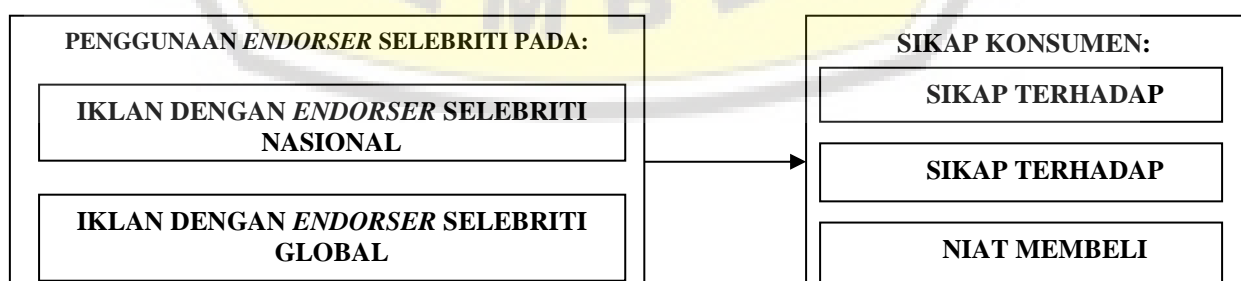 PENGGUNAAN ENDORSER SELEBRITI PADA:
IKLAN DENGAN ENDORSER SELEBRITI
NASIONAL
IKLAN DENGAN ENDORSER SELEBRITI
GLOBAL
SIKAP KONSUMEN:
SIKAP TERHADAP
SIKAP TERHADAP
NIAT MEMBELI